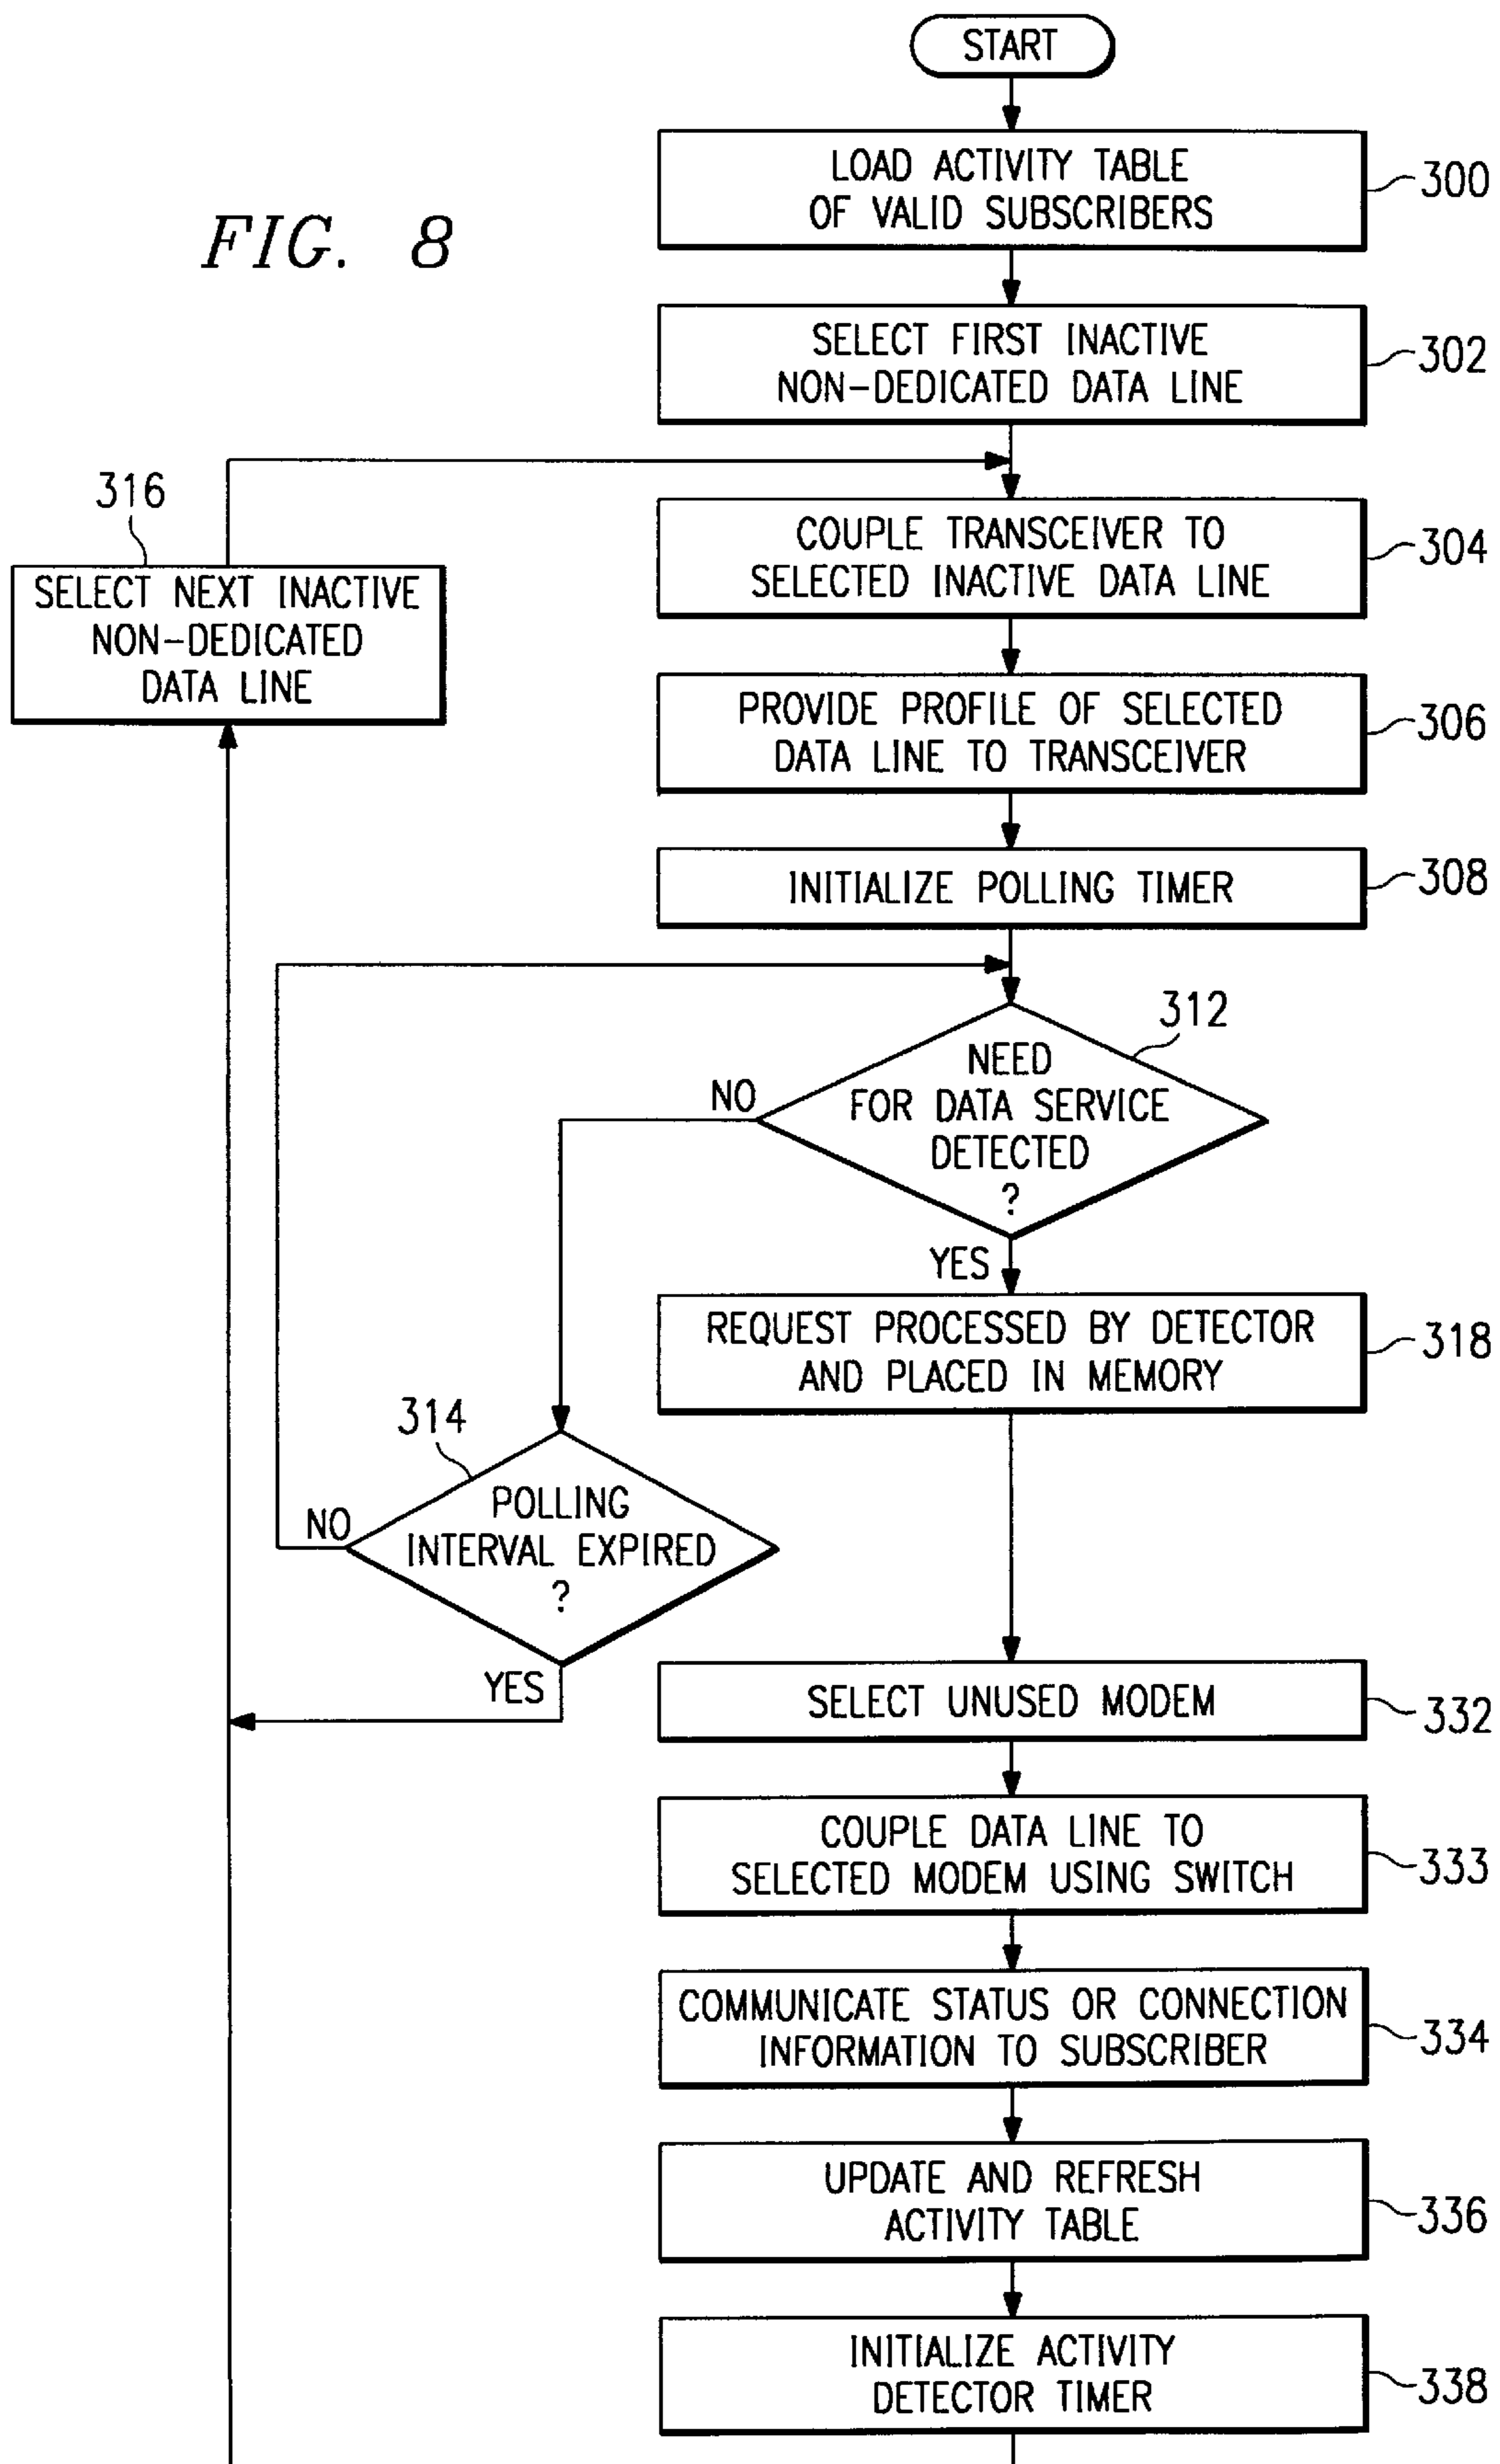 START
LOAD ACTIVITY TABLE
OF VALID SUBSCRIBERS
300
FIG. 8
SELECT FIRST INACTIVE
NON-DEDICATED DATA LINE
302
316
SELECT NEXT INACTIVE
NON-DEDICATED
DATA LINE
COUPLE TRANSCEIVER TO
SELECTED INACTIVE DATA LINE
304
PROVIDE PROFILE OF SELECTED
DATA LINE TO TRANSCEIVER
306
INITIALIZE POLLING TIMER
308
312
NEED
FOR DATA SERVICE
DETECTED
?
NO
YES
REQUEST PROCESSED BY DETECTOR
AND PLACED IN MEMORY
318
314
POLLING
INTERVAL EXPIRED
?
NO
YES
SELECT UNUSED MODEM
332
COUPLE DATA LINE TO
SELECTED MODEM USING SWITCH
333
COMMUNICATE STATUS OR CONNECTION
INFORMATION TO SUBSCRIBER
334
UPDATE AND REFRESH
ACTIVITY TABLE
336
INITIALIZE ACTIVITY
DETECTOR TIMER
338